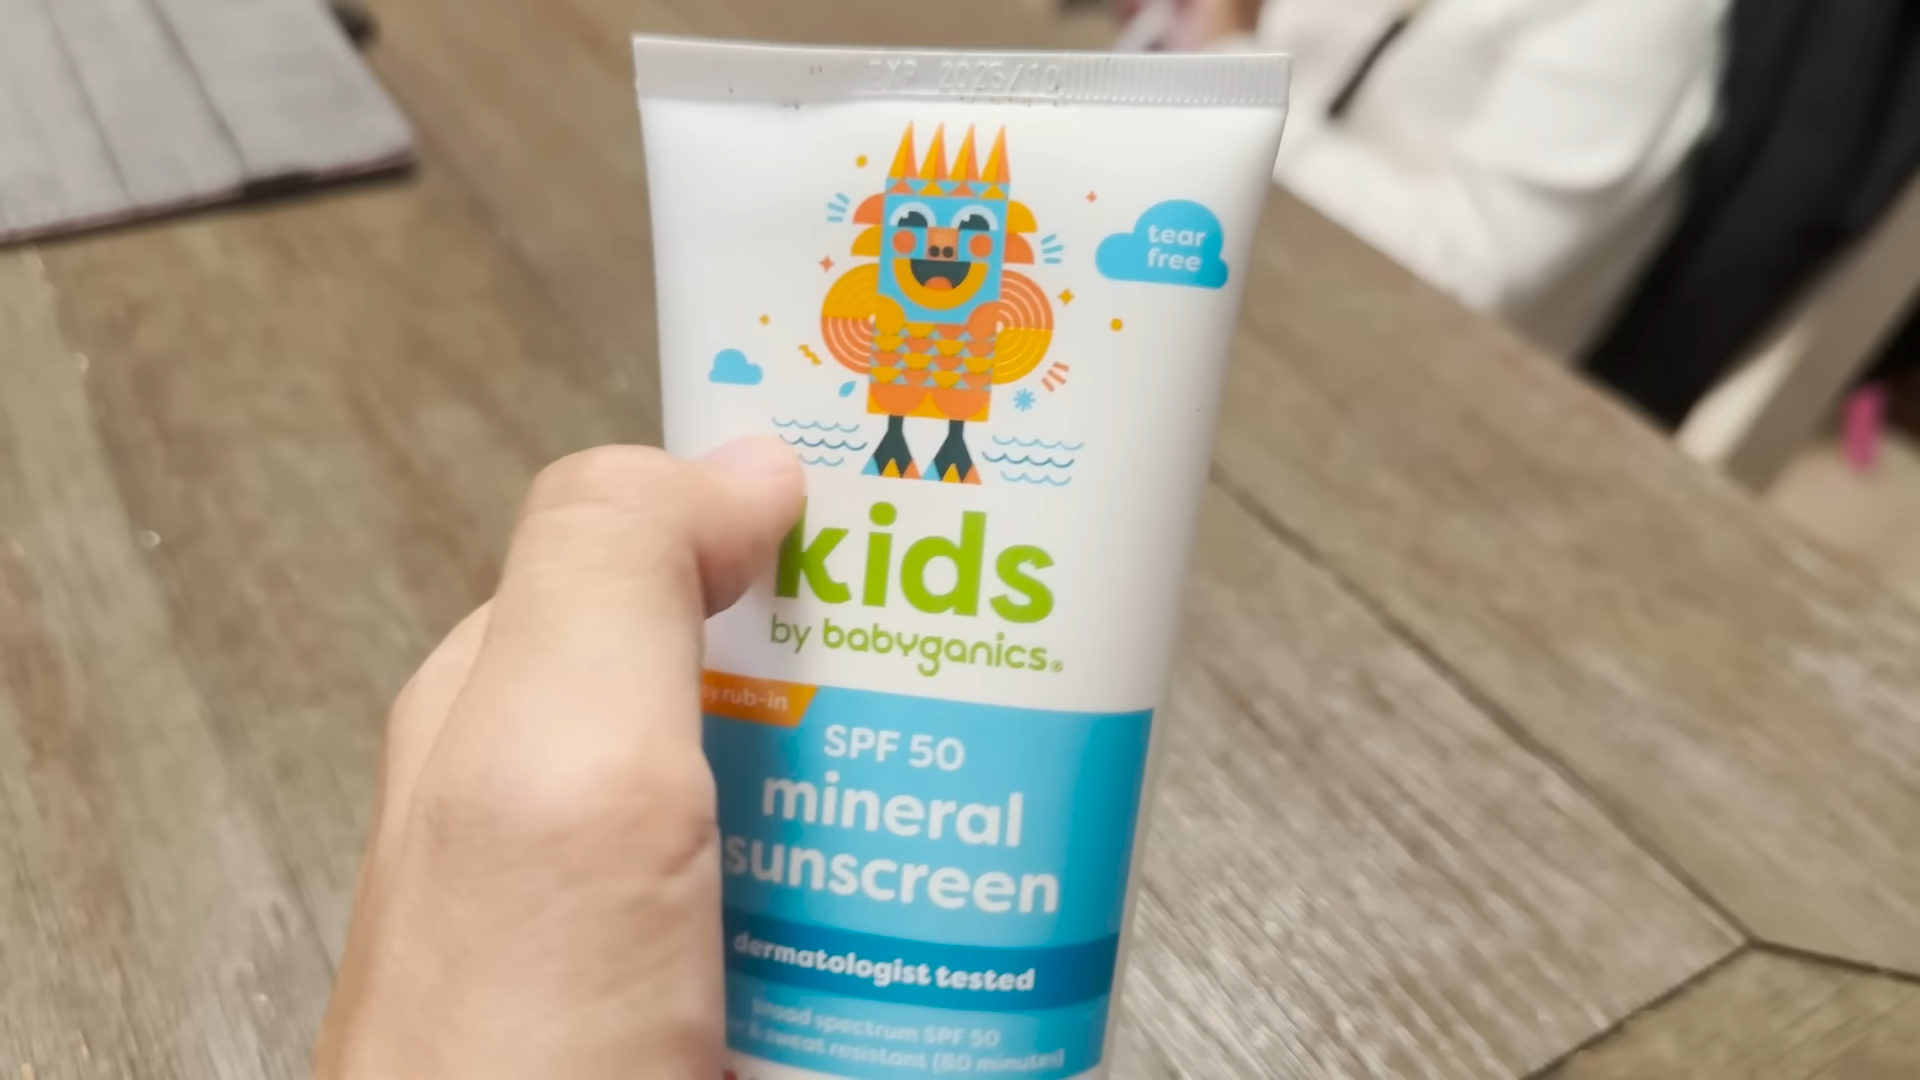 EXP 2025/10
tear
free
kids
by babyganics®
rub-in
SPF 50
mineral
sunscreen
dermatologist tested
broad spectrum SPF 50
& sweat resistant (80 minutes)